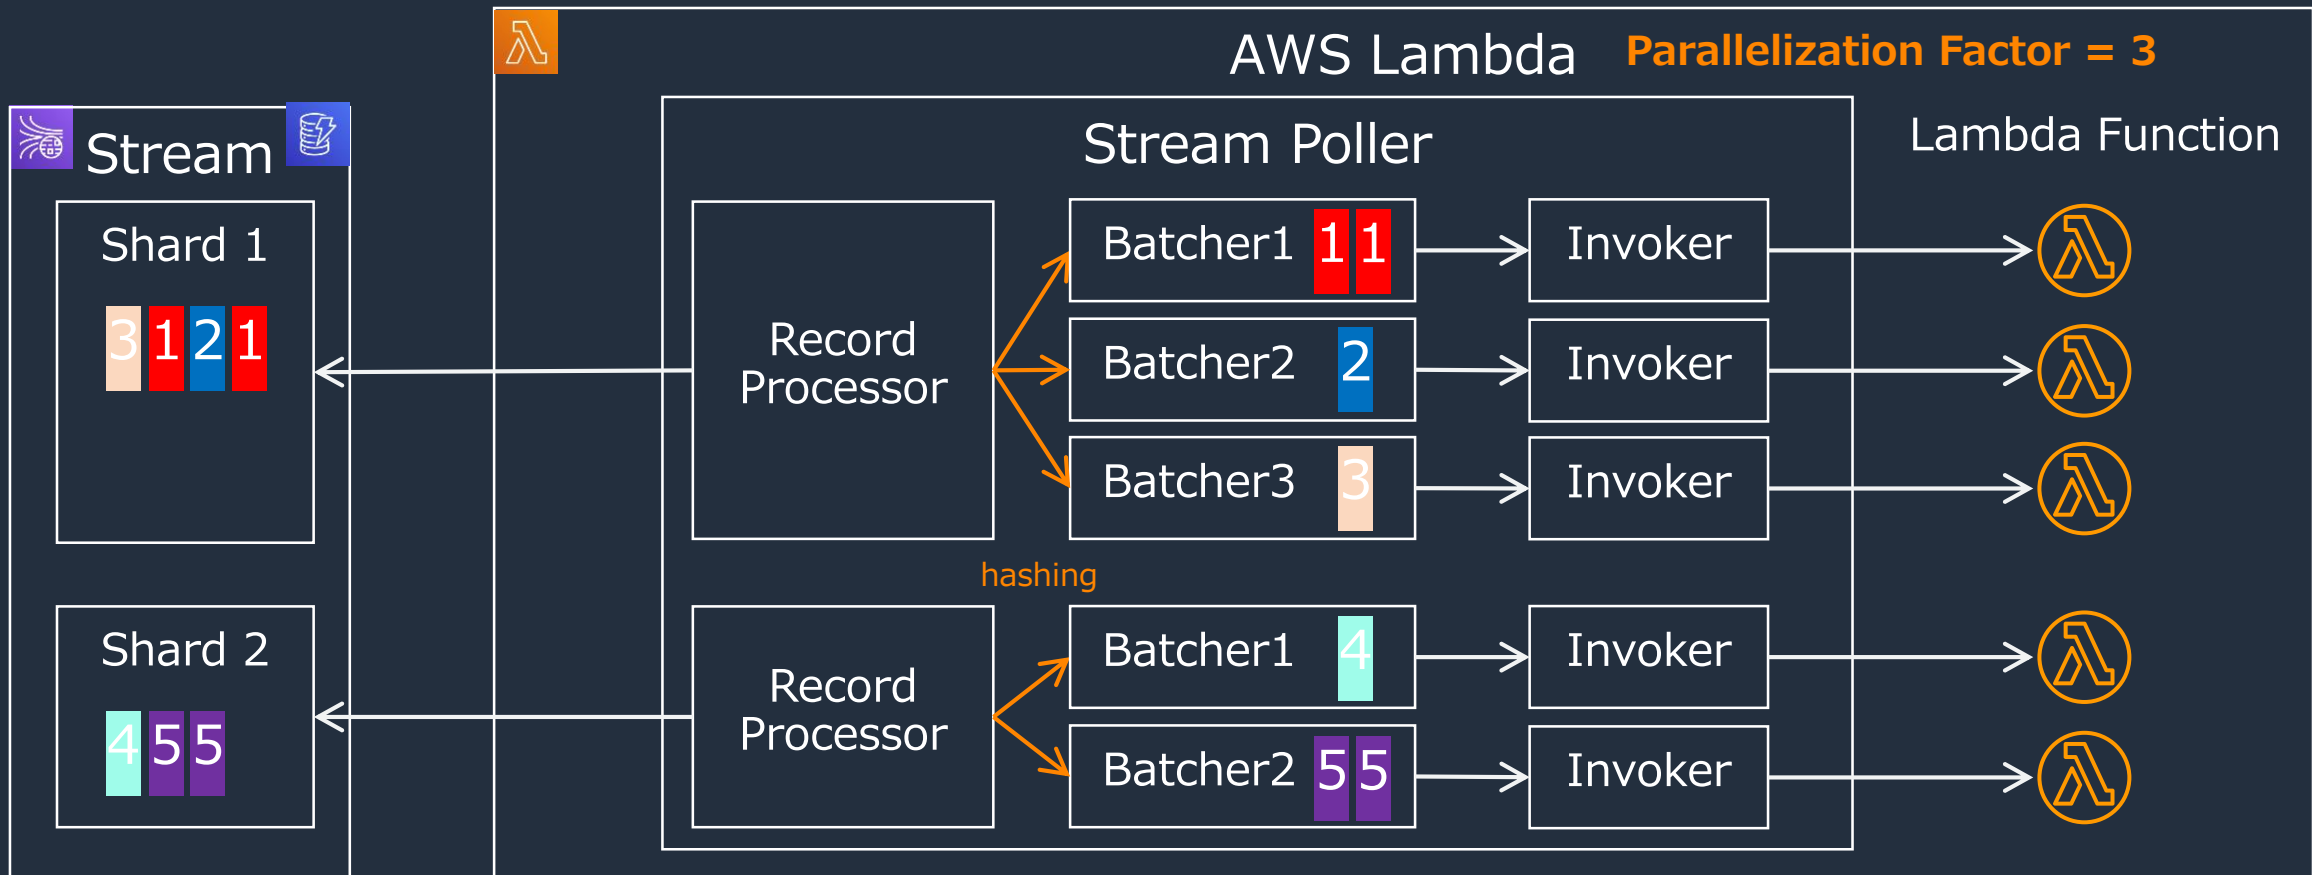 AWS Lambda
Parallelization Factor = 3
Stream
Stream Poller
Lambda Function
Shard 1
3 1 2 1
Record
Processor
Batcher1 1 1
Invoker
Batcher2 2
Invoker
Batcher3 3
Invoker
hashing
Shard 2
4 5 5
Record
Processor
Batcher1 4
Invoker
Batcher2 5 5
Invoker